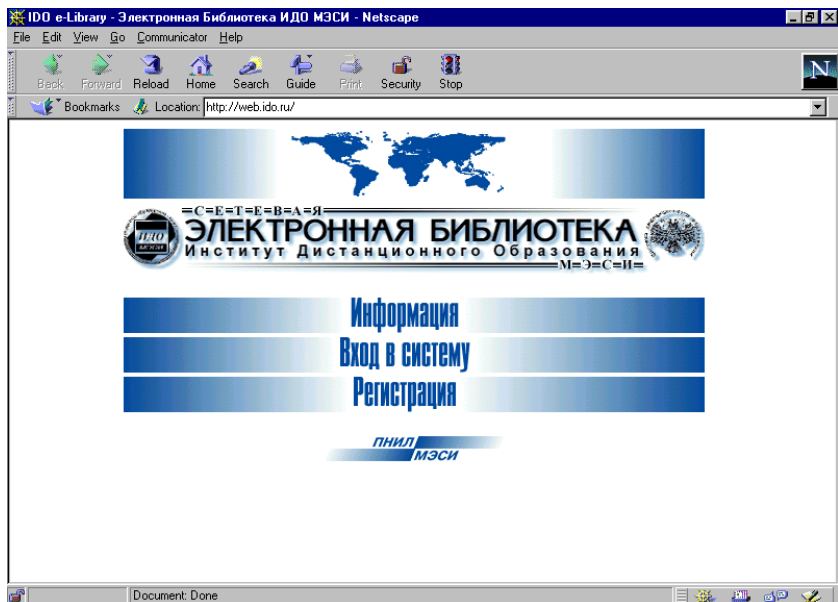 IDO e-Library - Электронная Библиотека ИДО МЭСИ - Netscape
File Edit View Go Communicator Help
Back Forward Reload Home Search Guide Print Security Stop
N
Bookmarks Location: http://web.ido.ru/
=С=Е=Т=Е=В=А=Я=
ИДО МЭСИ
ЭЛЕКТРОННАЯ БИБЛИОТЕКА
Институт Дистанционного Образования
М=Э=С=И=
Информация
Вход в систему
Регистрация
ПНИЛ
МЭСИ
Document: Done